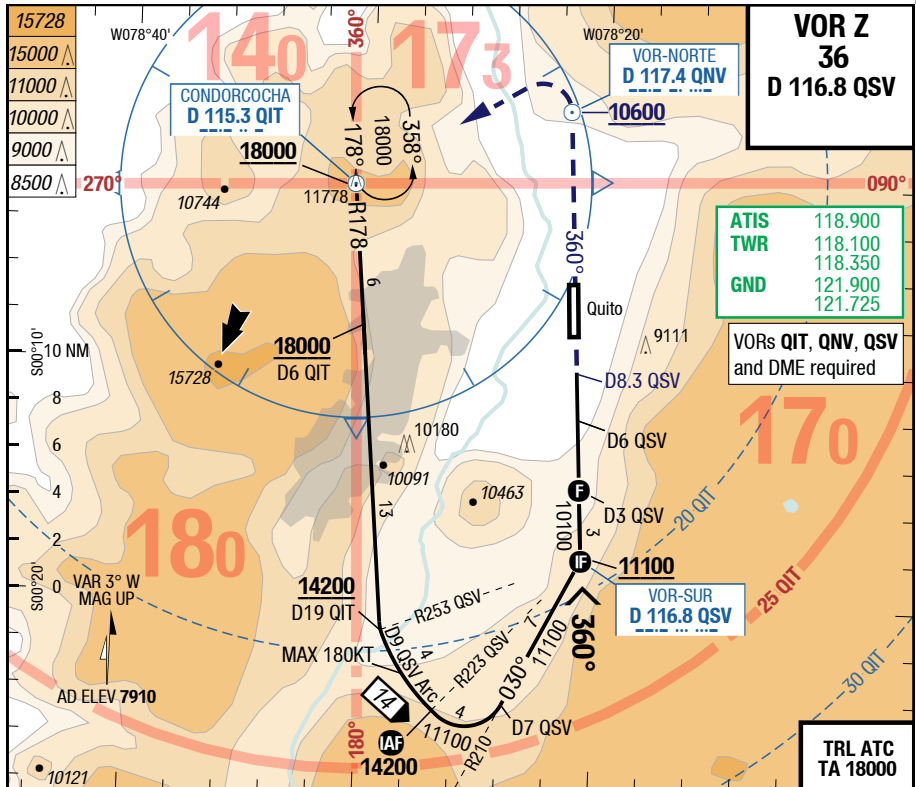 15728
15000
11000
10000
9000
8500
W078°40'
140
360°
173
W078°20'
VOR Z
36
D 116.8 QSV
VOR-NORTE
D 117.4 QNV
10600
CONDORCOCHA
D 115.3 QIT
18000
178°
18000
358°
270°
10744
11778
R178
090°
ATIS 118.900
TWR 118.100
118.350
GND 121.900
121.725
360°
6
Quito
9111
VORs QIT, QNV, QSV
and DME required
S00°10'
10 NM
8
6
4
2
0
S00°20'
15728
18000
D6 QIT
D8.3 QSV
D6 QSV
170
10180
10091
10463
13
F
D3 QSV
10100
3
20 QIT
180
IF
11100
VOR-SUR
D 116.8 QSV
25 QIT
30 QIT
VAR 3° W
MAG UP
AD ELEV 7910
14200
D19 QIT
R253 QSV
D9 QSV Arc
4
MAX 180KT
R223 QSV
7
030°
11100
360°
14
4
11100
R210
D7 QSV
IAF
14200
180°
10121
TRL ATC
TA 18000